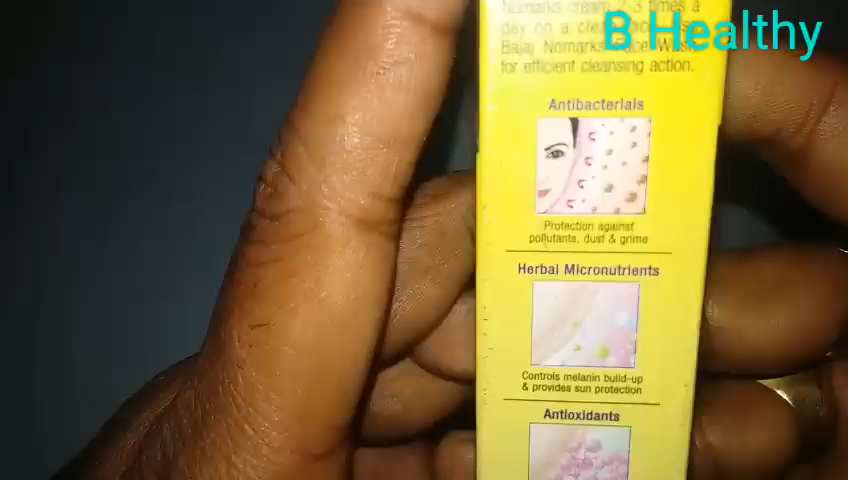 Nomarks cream 2-3 times a
day on a
B Healthy
Bajaj Nomarks Face Wash
for efficient cleansing action.
Antibacterials
Protection against
pollutants, dust & grime
Herbal Micronutrients
Controls melanin build-up
& provides sun protection
Antioxidants